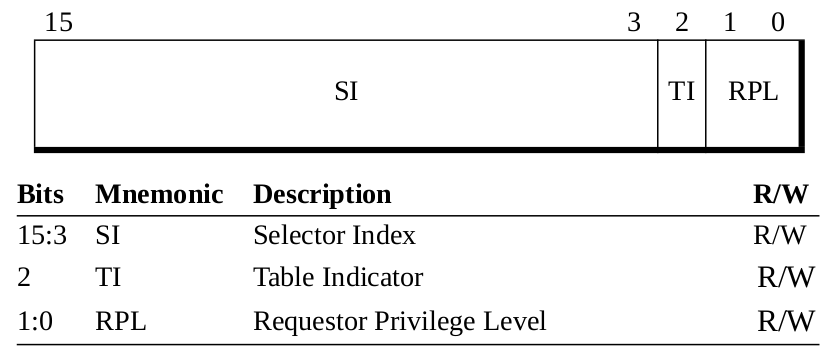 15 3 2 1 0
SI TI RPL
Bits Mnemonic Description R/W
15:3 SI Selector Index R/W
2 TI Table Indicator R/W
1:0 RPL Requestor Privilege Level R/W